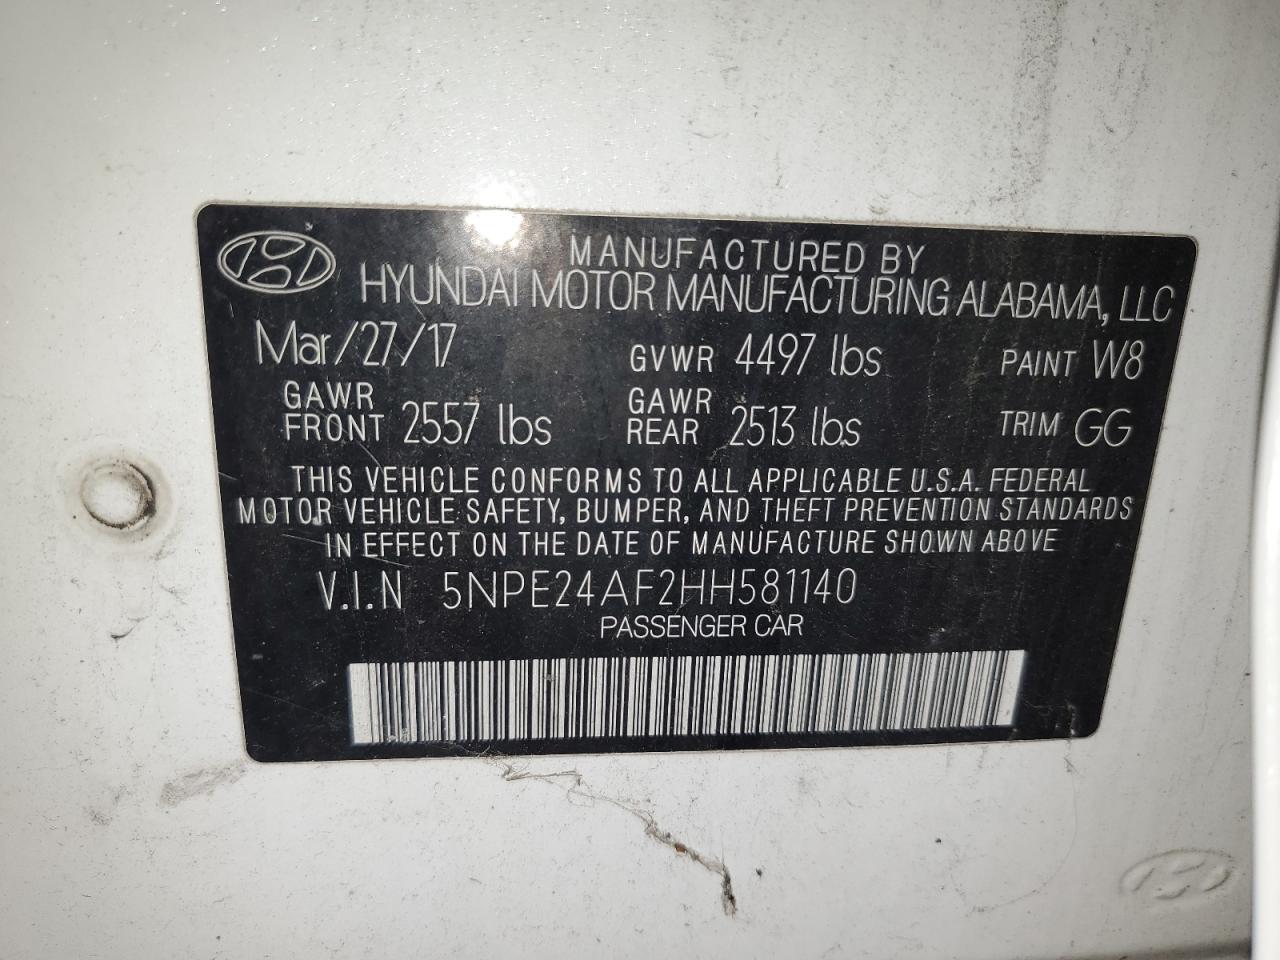 MANUFACTURED BY
HYUNDAI MOTOR MANUFACTURING ALABAMA, LLC
Mar/27/17 GVWR 4497 lbs PAINT W8
GAWR FRONT 2557 lbs GAWR REAR 2513 lbs TRIM GG
THIS VEHICLE CONFORMS TO ALL APPLICABLE U.S.A. FEDERAL
MOTOR VEHICLE SAFETY, BUMPER, AND THEFT PREVENTION STANDARDS
IN EFFECT ON THE DATE OF MANUFACTURE SHOWN ABOVE
V.I.N 5NPE24AF2HH581140
PASSENGER CAR